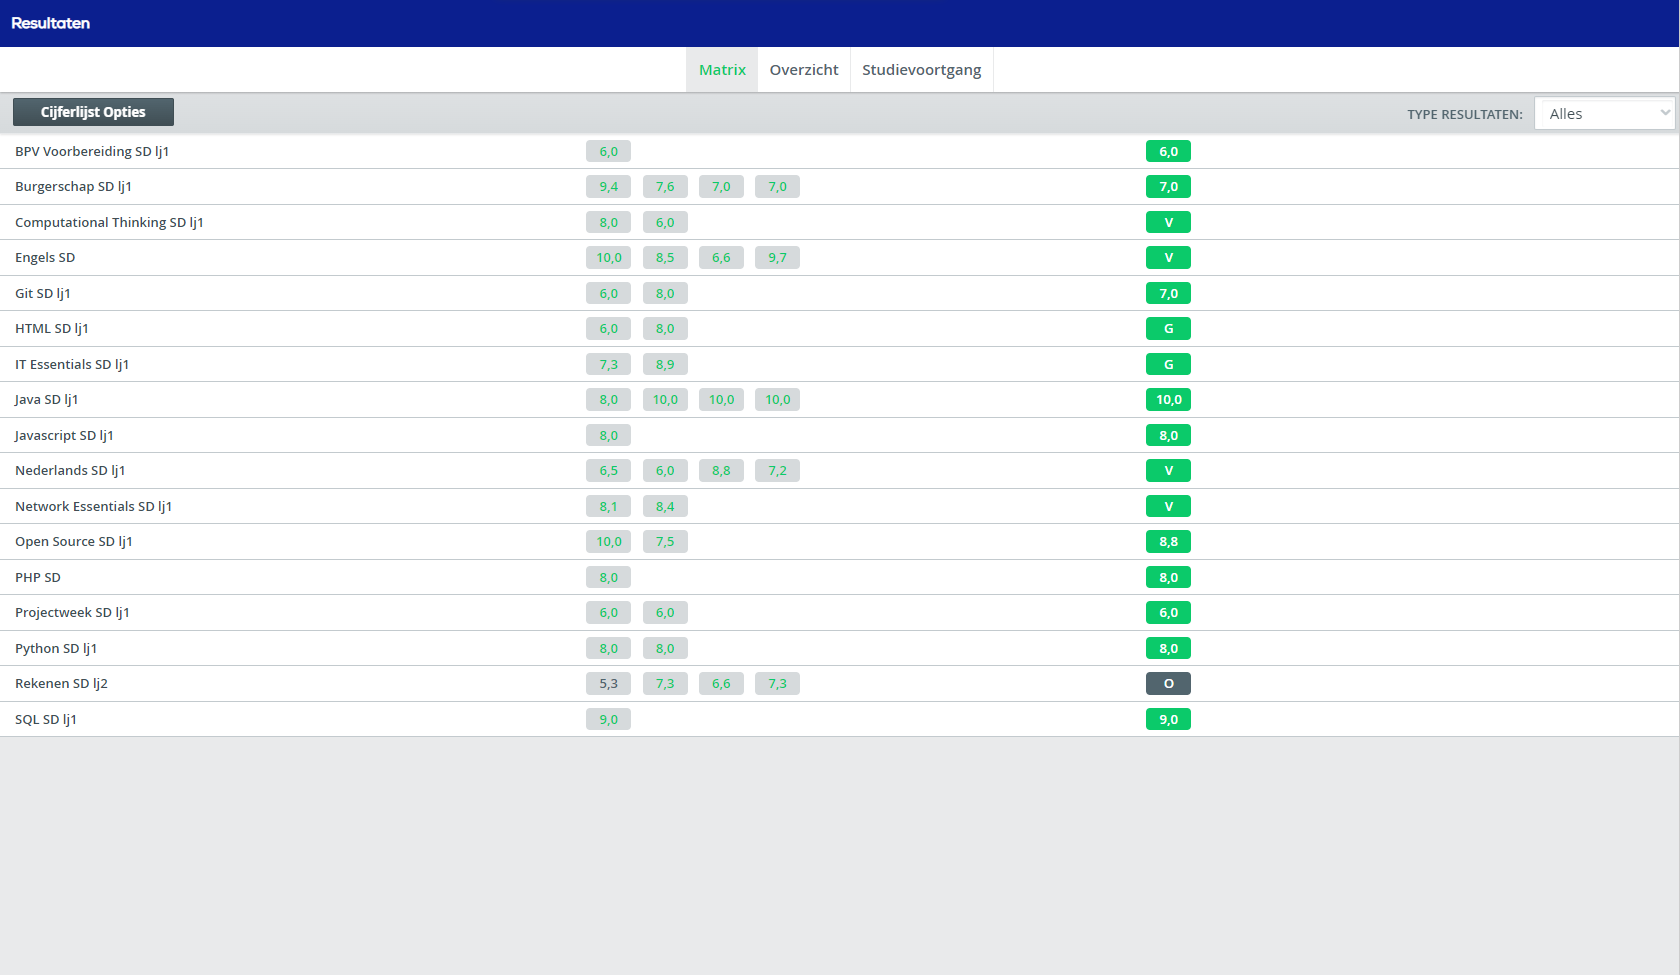 Resultaten
Matrix Overzicht Studievoortgang
Cijferlijst Opties TYPE RESULTATEN: Alles
BPV Voorbereiding SD lj1 6,0 6,0
Burgerschap SD lj1 9,4 7,6 7,0 7,0 7,0
Computational Thinking SD lj1 8,0 6,0 V
Engels SD 10,0 8,5 6,6 9,7 V
Git SD lj1 6,0 8,0 7,0
HTML SD lj1 6,0 8,0 G
IT Essentials SD lj1 7,3 8,9 G
Java SD lj1 8,0 10,0 10,0 10,0 10,0
Javascript SD lj1 8,0 8,0
Nederlands SD lj1 6,5 6,0 8,8 7,2 V
Network Essentials SD lj1 8,1 8,4 V
Open Source SD lj1 10,0 7,5 8,8
PHP SD 8,0 8,0
Projectweek SD lj1 6,0 6,0 6,0
Python SD lj1 8,0 8,0 8,0
Rekenen SD lj2 5,3 7,3 6,6 7,3 O
SQL SD lj1 9,0 9,0